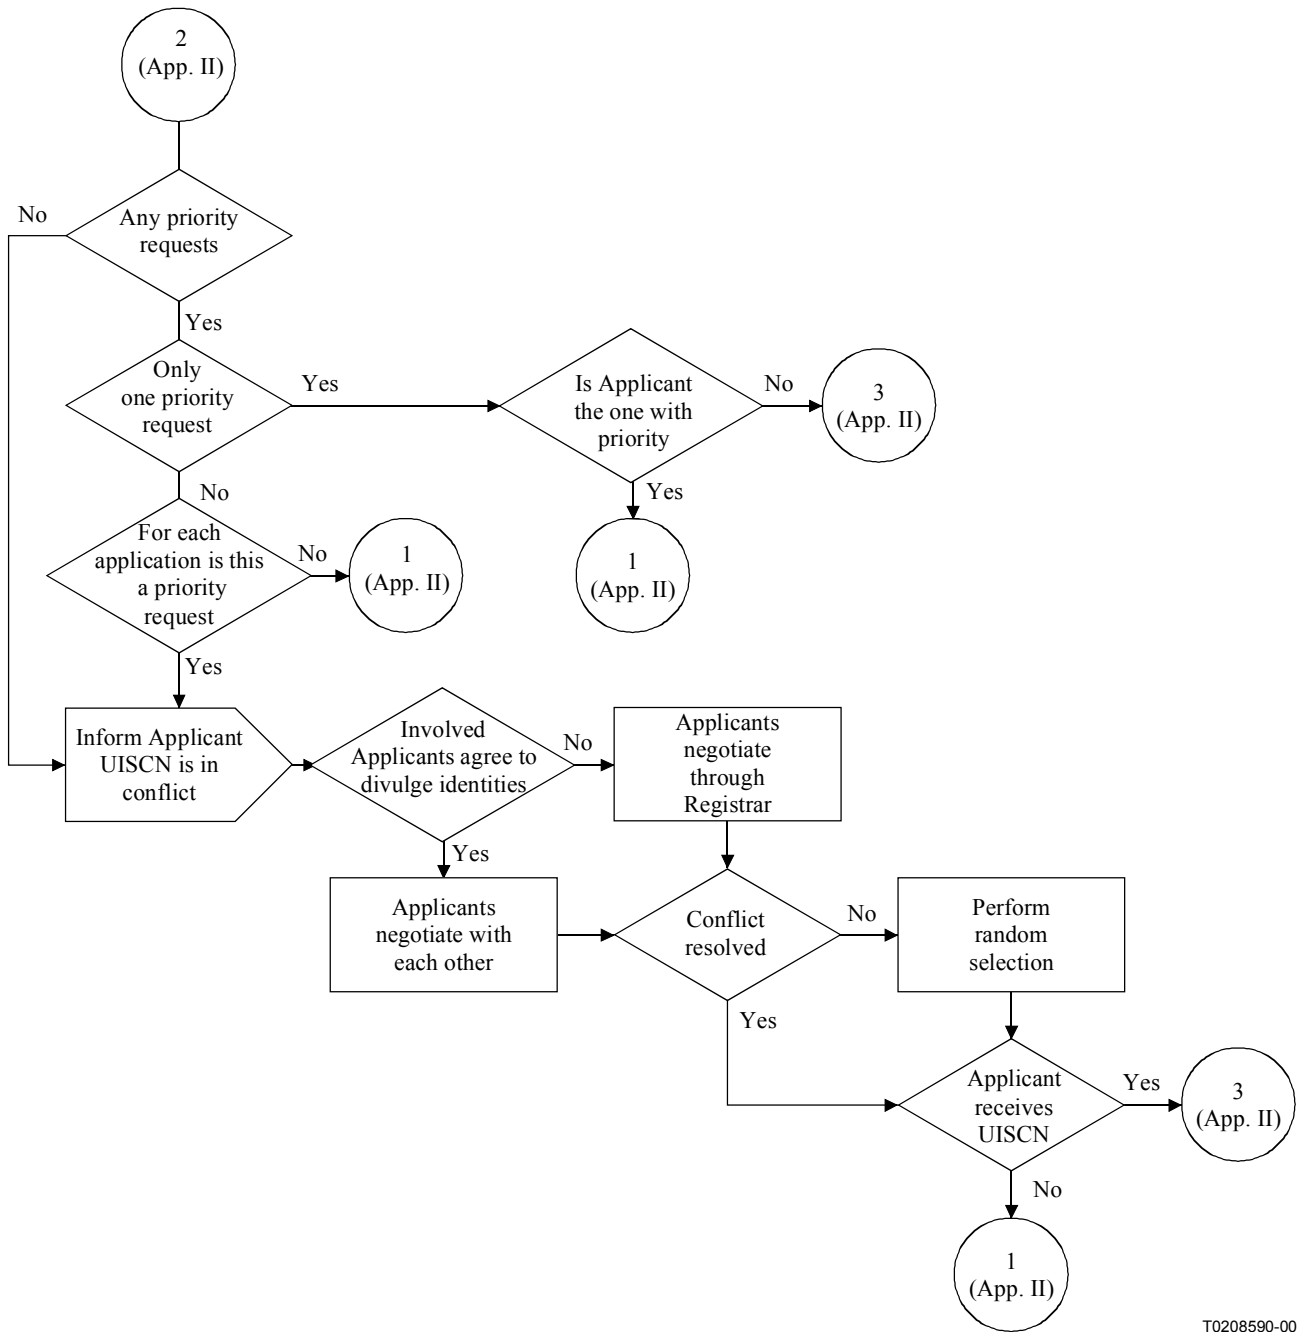 2
(App. II)
No
Any priority
requests
Yes
Only
one priority
request
Yes
Is Applicant
the one with
priority
No
3
(App. II)
No
Yes
For each
application is this
a priority
request
No
1
(App. II)
1
(App. II)
Yes
Inform Applicant
UISCN is in
conflict
Involved
Applicants agree to
divulge identities
No
Applicants
negotiate
through
Registrar
Yes
Applicants
negotiate with
each other
Conflict
resolved
No
Perform
random
selection
Yes
Applicant
receives
UISCN
Yes
3
(App. II)
No
1
(App. II)
T0208590-00